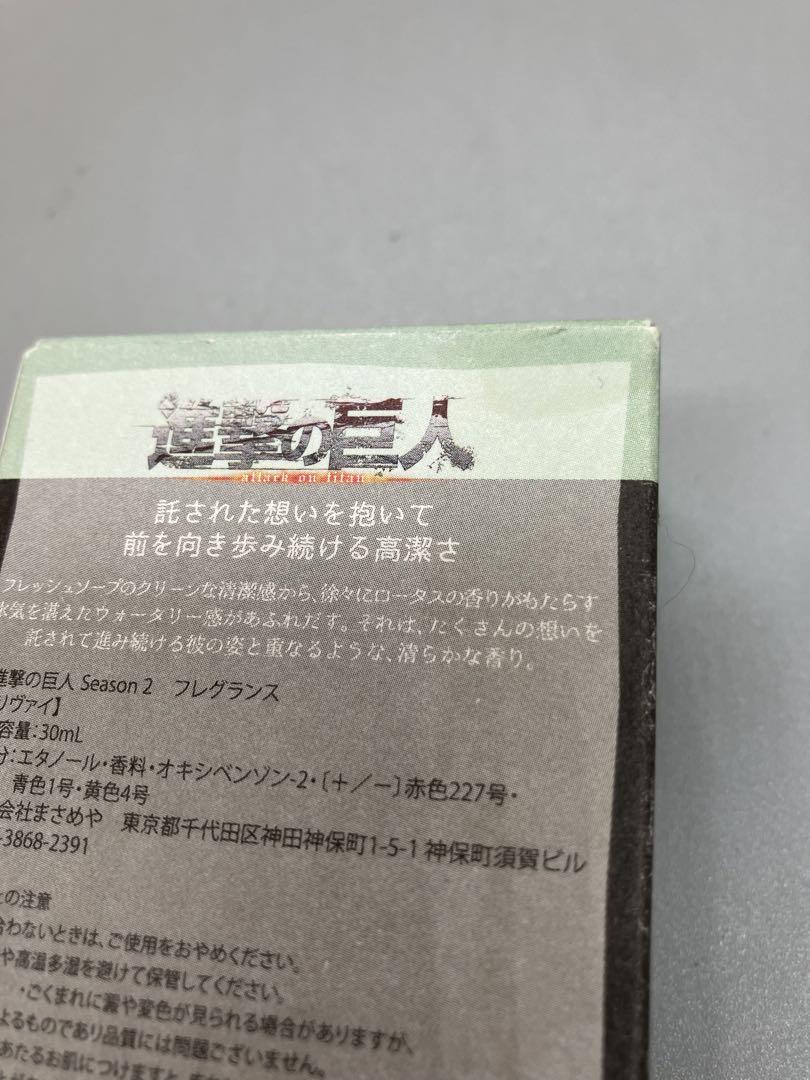 進撃の巨人
attack on titan
託された想いを抱いて
前を向き歩み続ける高潔さ
フレッシュソープのクリーンな清潔感から、徐々にロータスの香りがもたらす
水気を湛えたウォータリー感があふれだす。それは、たくさんの想いを
託されて進み続ける彼の姿と重なるような、清らかな香り。
進撃の巨人 Season 2　フレグランス
リヴァイ】
容量：30mL
分：エタノール・香料・オキシベンゾン-2・〔＋／－〕赤色227号・
青色1号・黄色4号
会社まさめや　東京都千代田区神田神保町1-5-1 神保町須賀ビル
-3868-2391
の注意
合わないときは、ご使用をおやめください。
や高温多湿を避けて保管してください。
・ごくまれに澱や変色が見られる場合がありますが、
よるものであり品質には問題ございません。
あたるお肌につけますと、